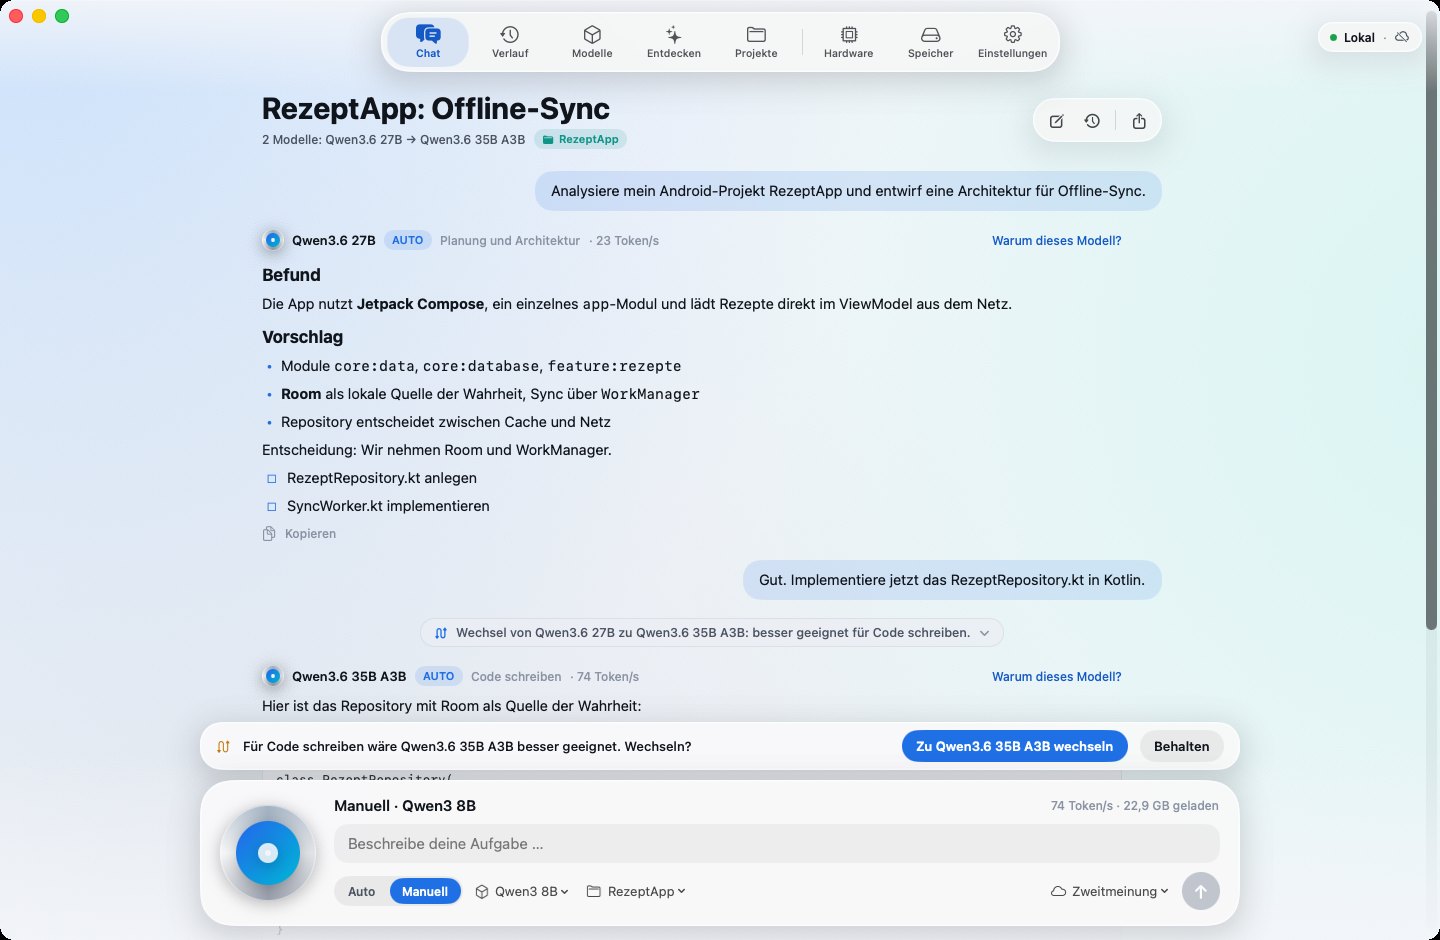 Chat
Verlauf
Modelle
Entdecken
Projekte
Hardware
Speicher
Einstellungen
Lokal ·
RezeptApp: Offline-Sync
2 Modelle: Qwen3.6 27B → Qwen3.6 35B A3B RezeptApp
Analysiere mein Android-Projekt RezeptApp und entwirf eine Architektur für Offline-Sync.
Qwen3.6 27B AUTO Planung und Architektur · 23 Token/s Warum dieses Modell?
Befund
Die App nutzt Jetpack Compose, ein einzelnes app-Modul und lädt Rezepte direkt im ViewModel aus dem Netz.
Vorschlag
• Module core:data, core:database, feature:rezepte
• Room als lokale Quelle der Wahrheit, Sync über WorkManager
• Repository entscheidet zwischen Cache und Netz
Entscheidung: Wir nehmen Room und WorkManager.
RezeptRepository.kt anlegen
SyncWorker.kt implementieren
Kopieren
Gut. Implementiere jetzt das RezeptRepository.kt in Kotlin.
Wechsel von Qwen3.6 27B zu Qwen3.6 35B A3B: besser geeignet für Code schreiben.
Qwen3.6 35B A3B AUTO Code schreiben · 74 Token/s Warum dieses Modell?
Hier ist das Repository mit Room als Quelle der Wahrheit:
Für Code schreiben wäre Qwen3.6 35B A3B besser geeignet. Wechseln? Zu Qwen3.6 35B A3B wechseln Behalten
class RezeptRepository(
Manuell · Qwen3 8B 74 Token/s · 22,9 GB geladen
Beschreibe deine Aufgabe ...
Auto Manuell Qwen3 8B RezeptApp Zweitmeinung
}